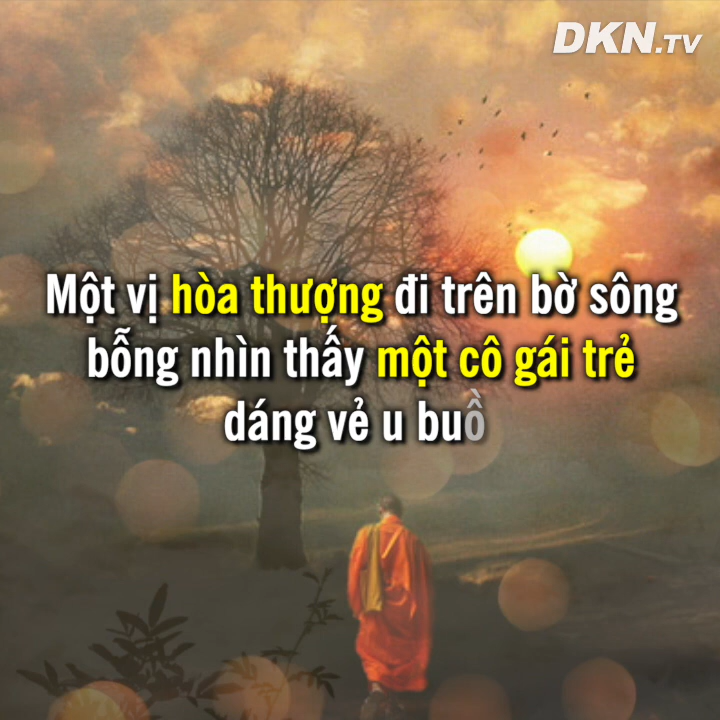 DKN.TV
Một vị hòa thượng đi trên bờ sông
bỗng nhìn thấy một cô gái trẻ
dáng vẻ u buồ